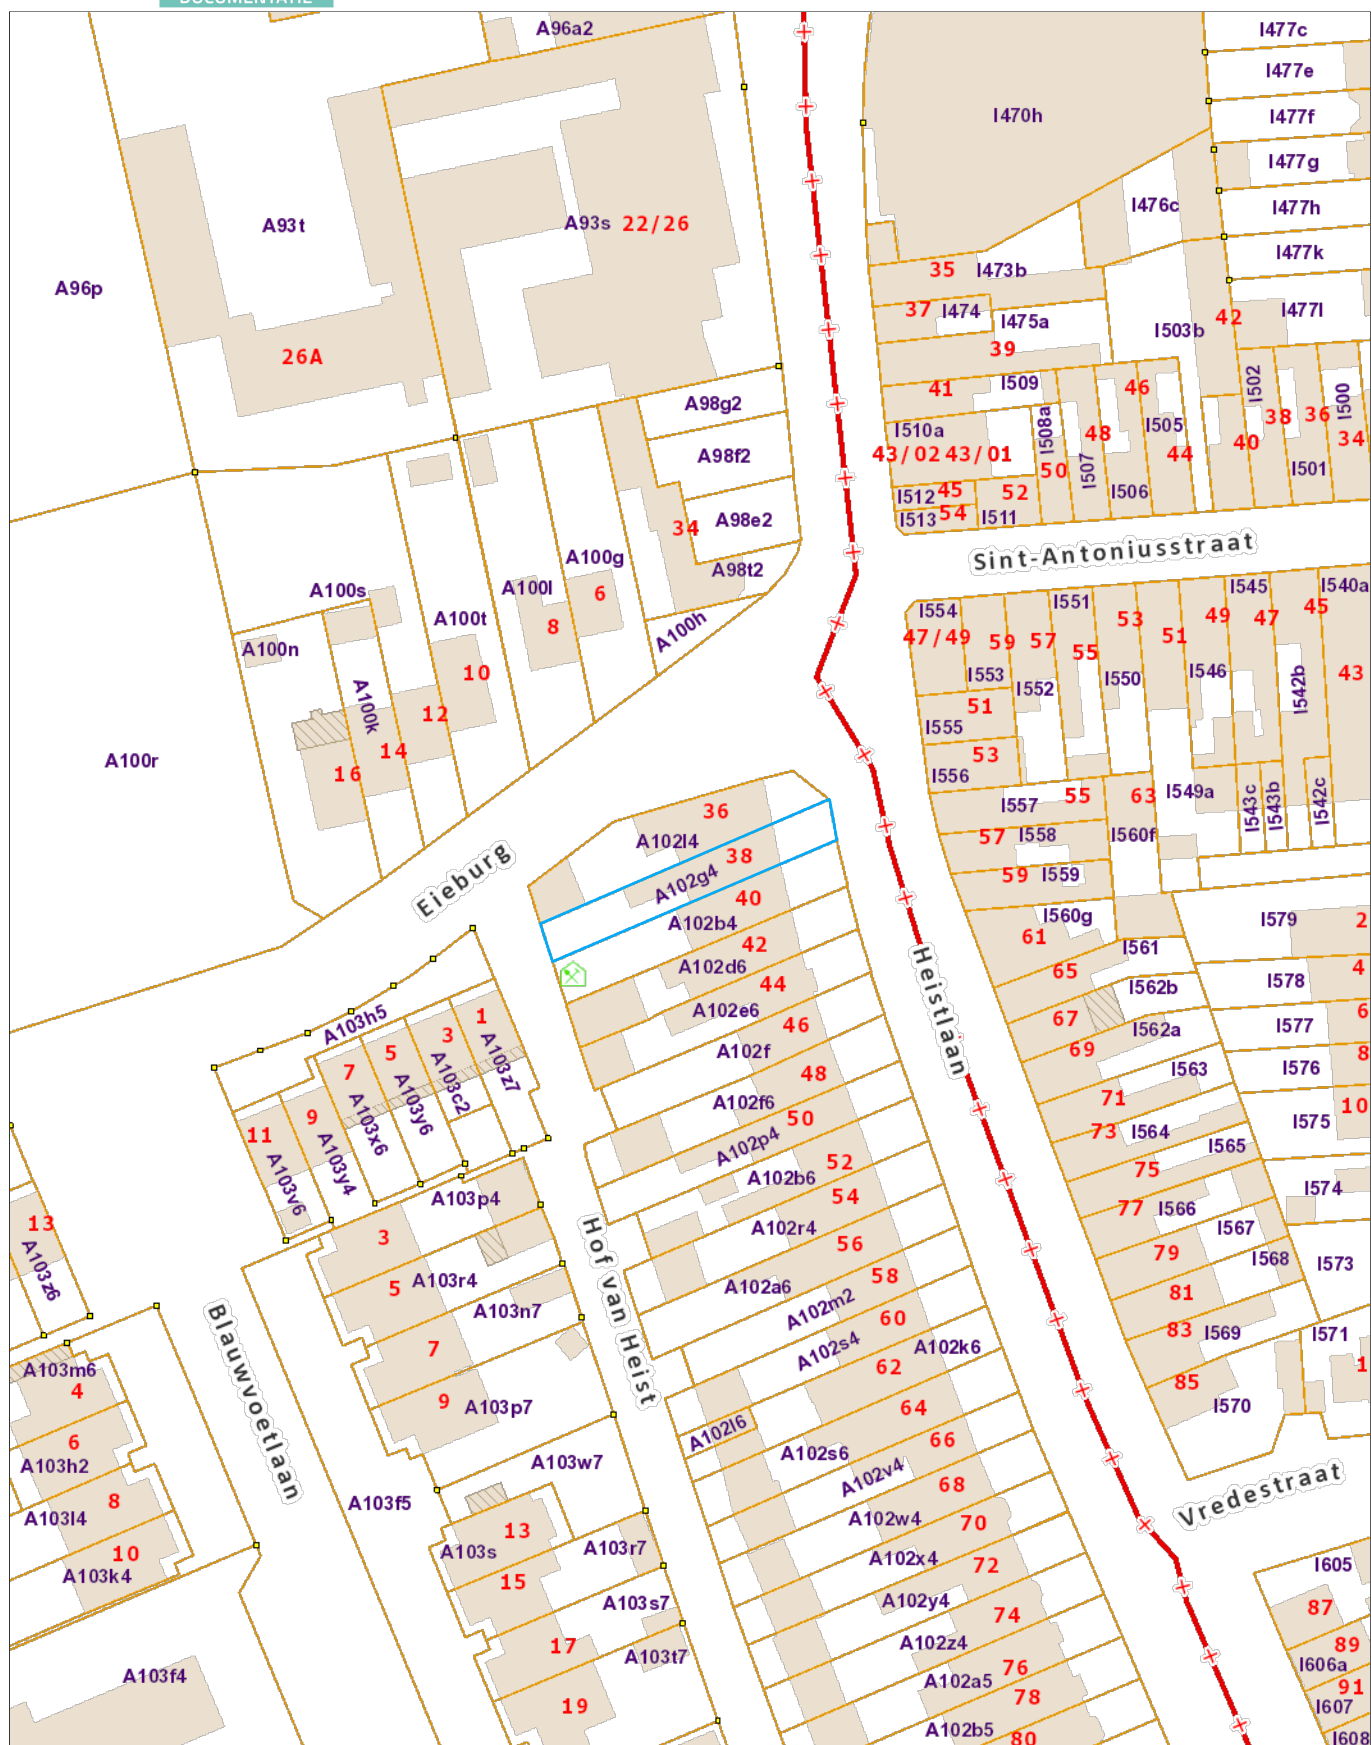 DOCUMENTATIE
A96a2
I477c
I477e
I470h
I477f
I477g
A93t
A93s 22/26
I476c
I477h
I477k
A96p
35 I473b
37 I474
I475a
I503b
42
I477l
26A
39
41 I509
46
I502
I500
A98g2
I510a
I508a
48
I505
38
36
34
43/02 43/01
A98f2
50
I507
44
40
I501
I512 45
52
I506
I513 54
I511
A98e2
34
Sint-Antoniusstraat
A100g
A98t2
A100s
A100l
6
A100t
8
A100h
A100n
I554
47/49
59
57
I551
53
I545
49
47
45
I540a
51
55
I553
I552
I550
I546
I542b
43
10
A100k
12
51
I555
14
53
A100r
16
I556
I557
55
63
I549a
I543c
I543b
I542c
36
A102l4
57 I558
I560f
38
Eieburg
A102g4
59 I559
40
A102b4
I560g
I579
2
42
61
I561
A102d6
65
I562b
I578
4
44
Heistlaan
A102e6
A103h5
1
67
I562a
I577
6
46
3
5
69
A102f
7
A103z7
A103c2
I563
I576
8
48
A103y6
71
A102f6
9
A103x6
50
73 I564
I575
10
11
A103y4
A102p4
I565
A103v6
52
75
A102b6
A103p4
54
77 I566
I574
13
A103z6
3
A102r4
I567
56
79
I568
I573
5 A103r4
A102a6
58
81
A103n7
A102m2
60
83 I569
I571
Hof van Heist
7
A102s4
A102k6
Blauwvoetlaan
A103m6
4
62
85
1
9 A103p7
64
I570
A102l6
6
A103h2
66
A102s6
A103w7
A102v4
68
Vredestraat
8
A103f5
A103l4
A102w4
70
13
10
A103s
A103r7
A102x4
I605
A103k4
72
15
A103s7
A102y4
87
74
17
A102z4
89
A103t7
I606a
A103f4
76
A102a5
91
78
19
I607
A102b5
80
I608